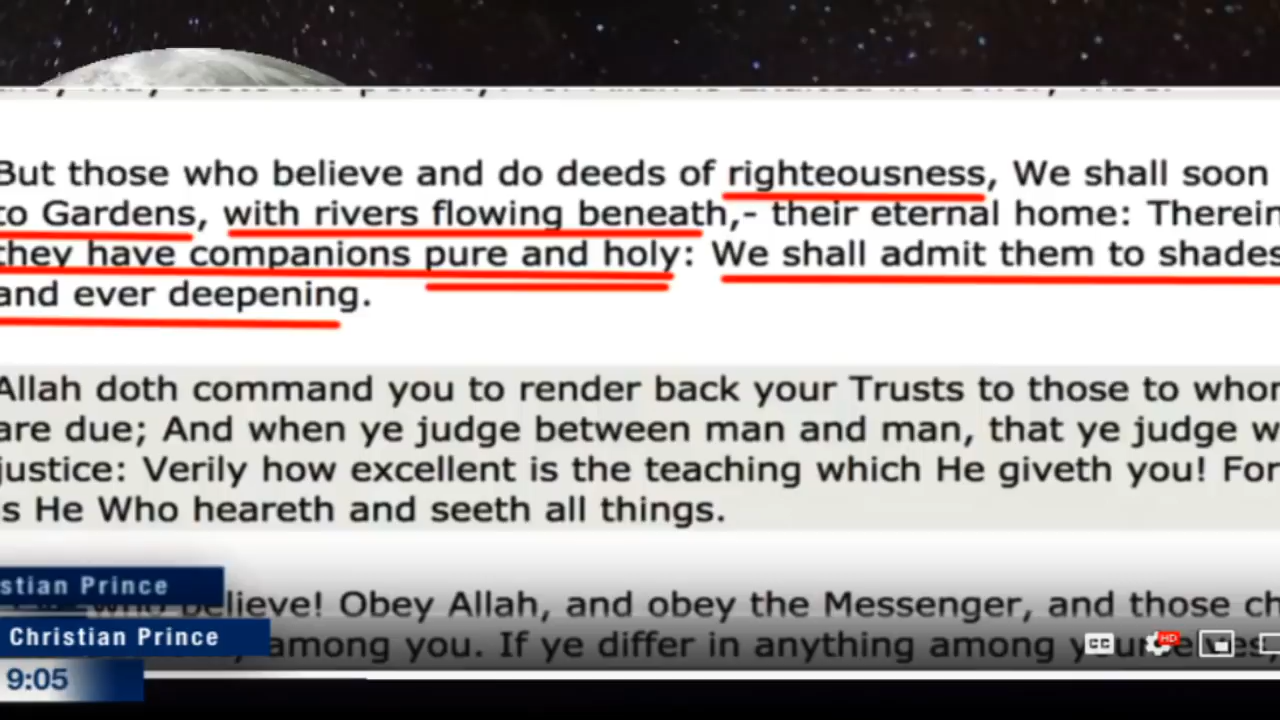 But those who believe and do deeds of righteousness, We shall soon
to Gardens, with rivers flowing beneath,- their eternal home: Therein
they have companions pure and holy: We shall admit them to shades
and ever deepening.
Allah doth command you to render back your Trusts to those to whom
are due; And when ye judge between man and man, that ye judge w
justice: Verily how excellent is the teaching which He giveth you! For
is He Who heareth and seeth all things.
who believe! Obey Allah, and obey the Messenger, and those ch
among you. If ye differ in anything among yourselves,
stian Prince
Christian Prince
9:05
CC
HD